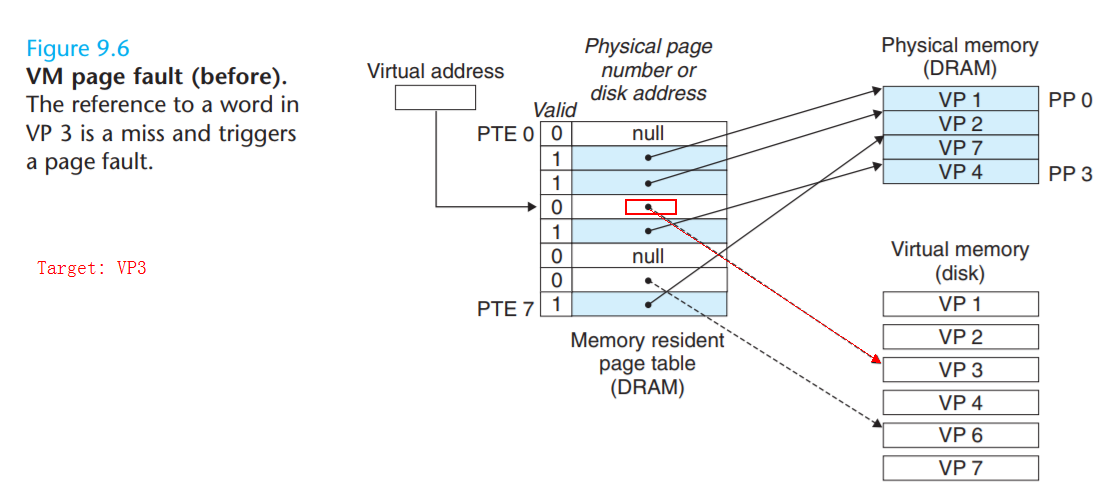 Figure 9.6
VM page fault (before).
The reference to a word in
VP 3 is a miss and triggers
a page fault.
Target: VP3
Virtual address
Physical page
number or
disk address
Valid
PTE 0
0
null
1
1
0
1
0
null
0
PTE 7
1
Memory resident
page table
(DRAM)
Physical memory
(DRAM)
VP 1
PP 0
VP 2
VP 7
VP 4
PP 3
Virtual memory
(disk)
VP 1
VP 2
VP 3
VP 4
VP 6
VP 7